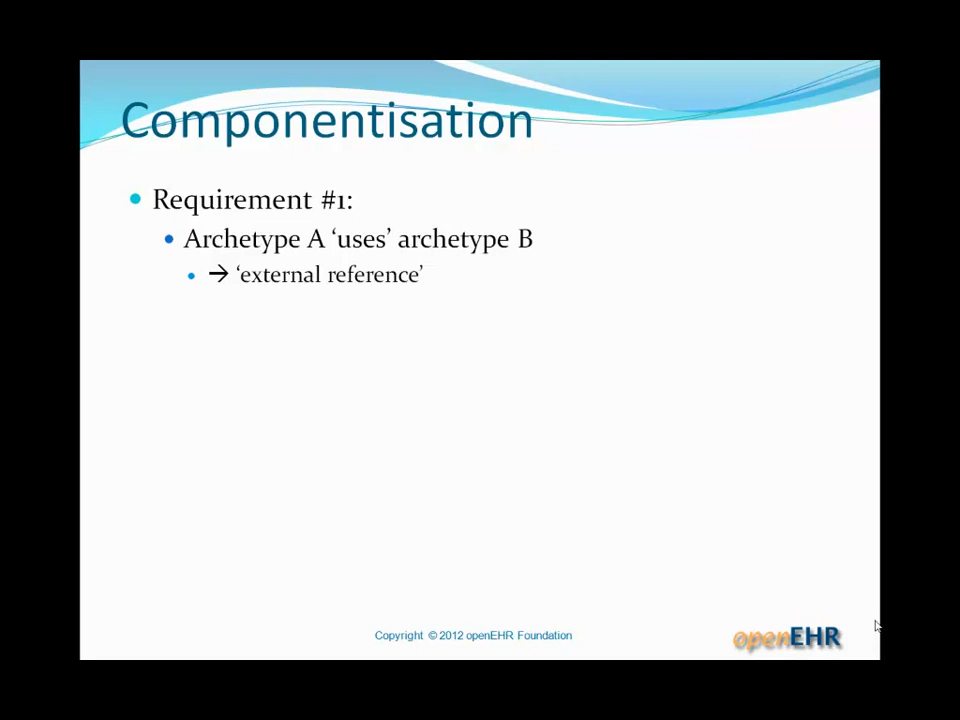 Componentisation
Requirement #1:
Archetype A ‘uses’ archetype B
→ ‘external reference’
Copyright © 2012 openEHR Foundation
openEHR